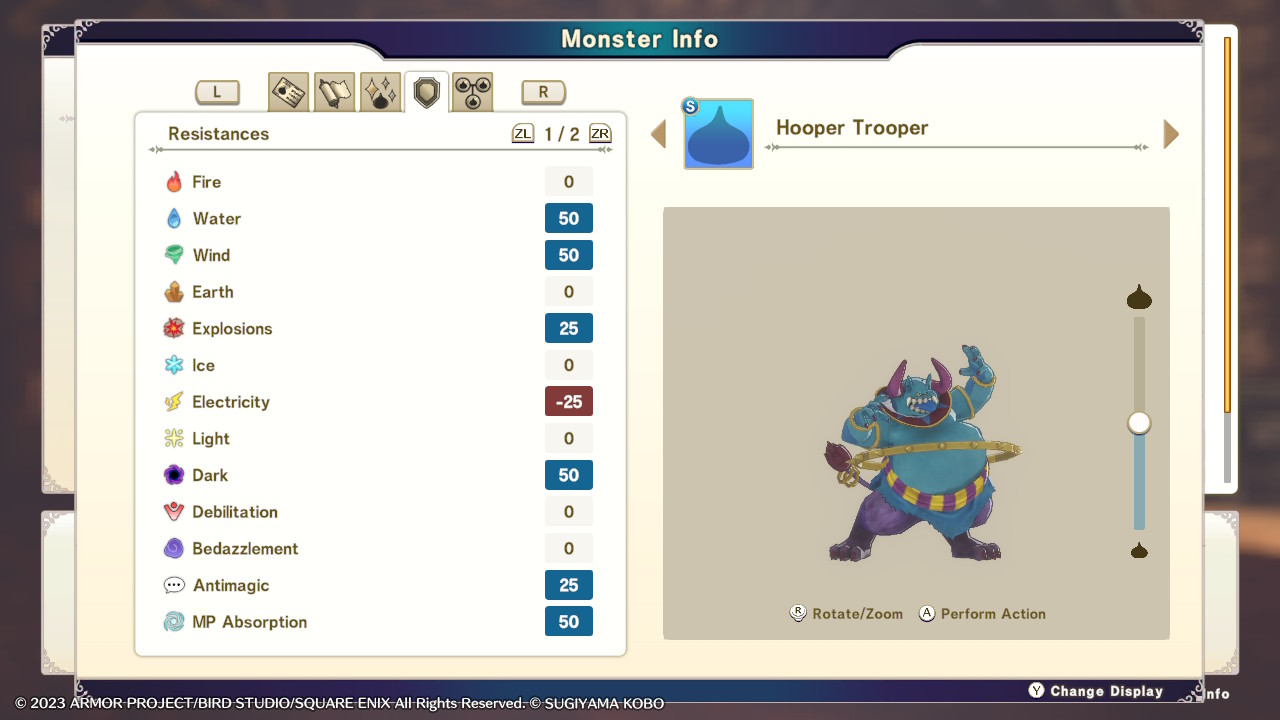 Monster Info
L
R
Resistances
ZL 1 / 2 ZR
Fire 0
Water 50
Wind 50
Earth 0
Explosions 25
Ice 0
Electricity -25
Light 0
Dark 50
Debilitation 0
Bedazzlement 0
Antimagic 25
MP Absorption 50
S
Hooper Trooper
R Rotate/Zoom A Perform Action
Y Change Display
Info
© 2023 ARMOR PROJECT/BIRD STUDIO/SQUARE ENIX All Rights Reserved. © SUGIYAMA KOBO